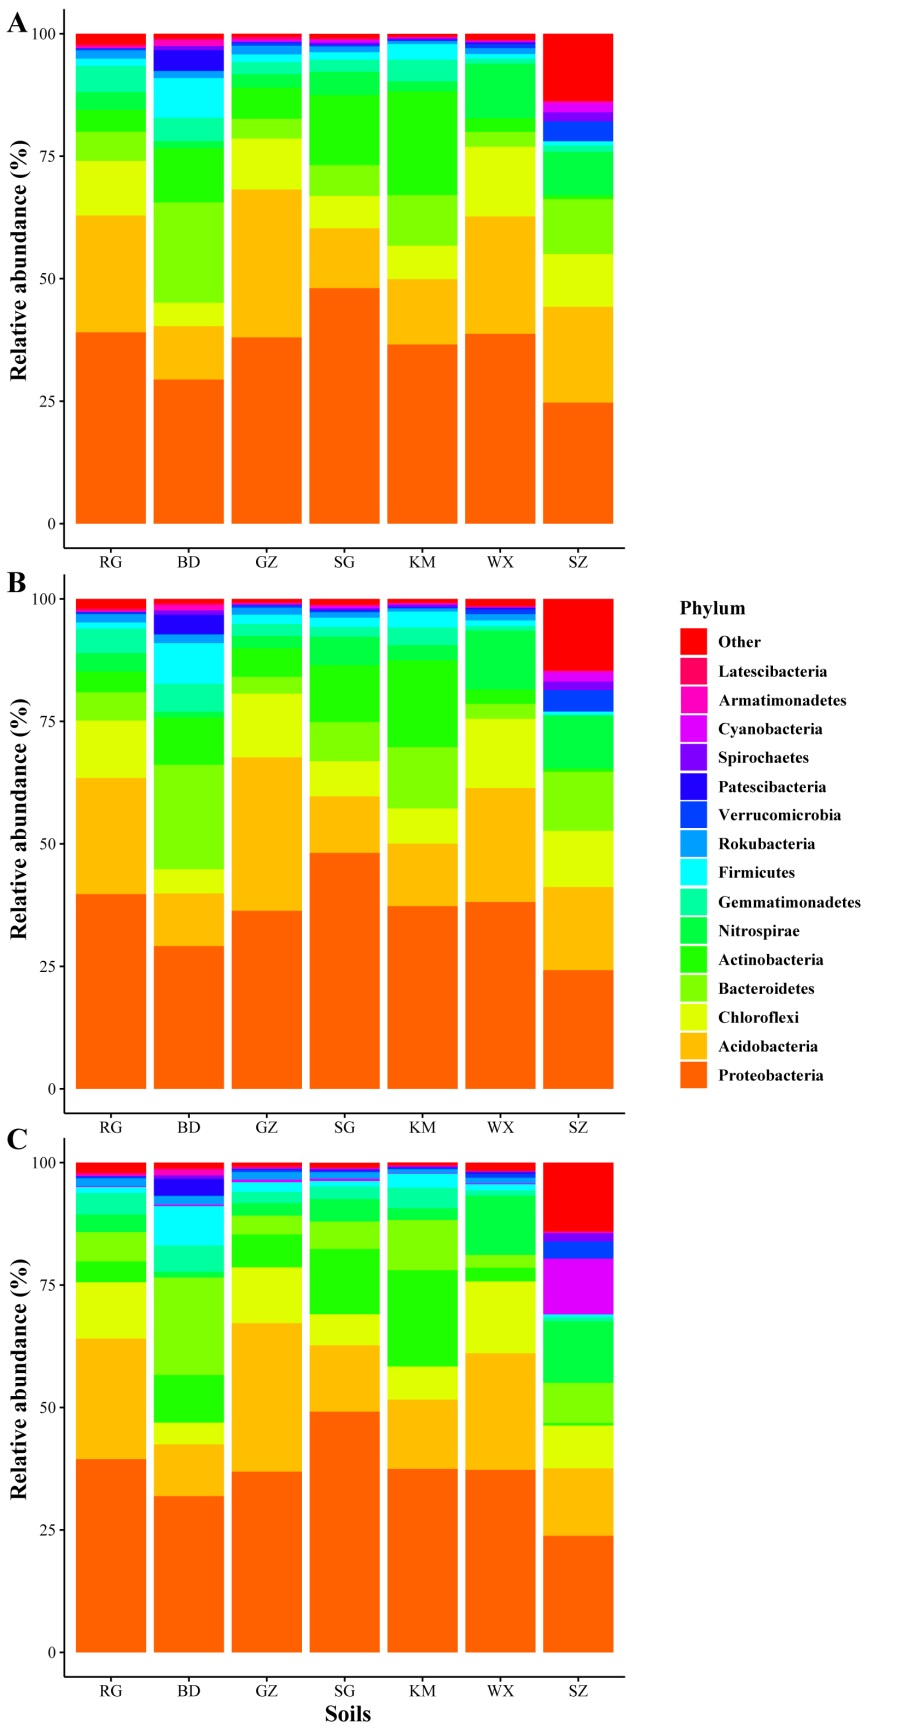 A
Relative abundance (%)
100
75
50
25
0
RG BD GZ SG KM WX SZ
B
Relative abundance (%)
100
75
50
25
0
RG BD GZ SG KM WX SZ
Phylum
Other
Latescibacteria
Armatimonadetes
Cyanobacteria
Spirochaetes
Patescibacteria
Verrucomicrobia
Rokubacteria
Firmicutes
Gemmatimonadetes
Nitrospirae
Actinobacteria
Bacteroidetes
Chloroflexi
Acidobacteria
Proteobacteria
C
Relative abundance (%)
100
75
50
25
0
RG BD GZ SG KM WX SZ
Soils